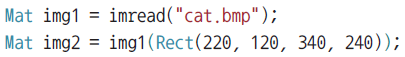 Mat img1 = imread("cat.bmp");
Mat img2 = img1(Rect(220, 120, 340, 240));